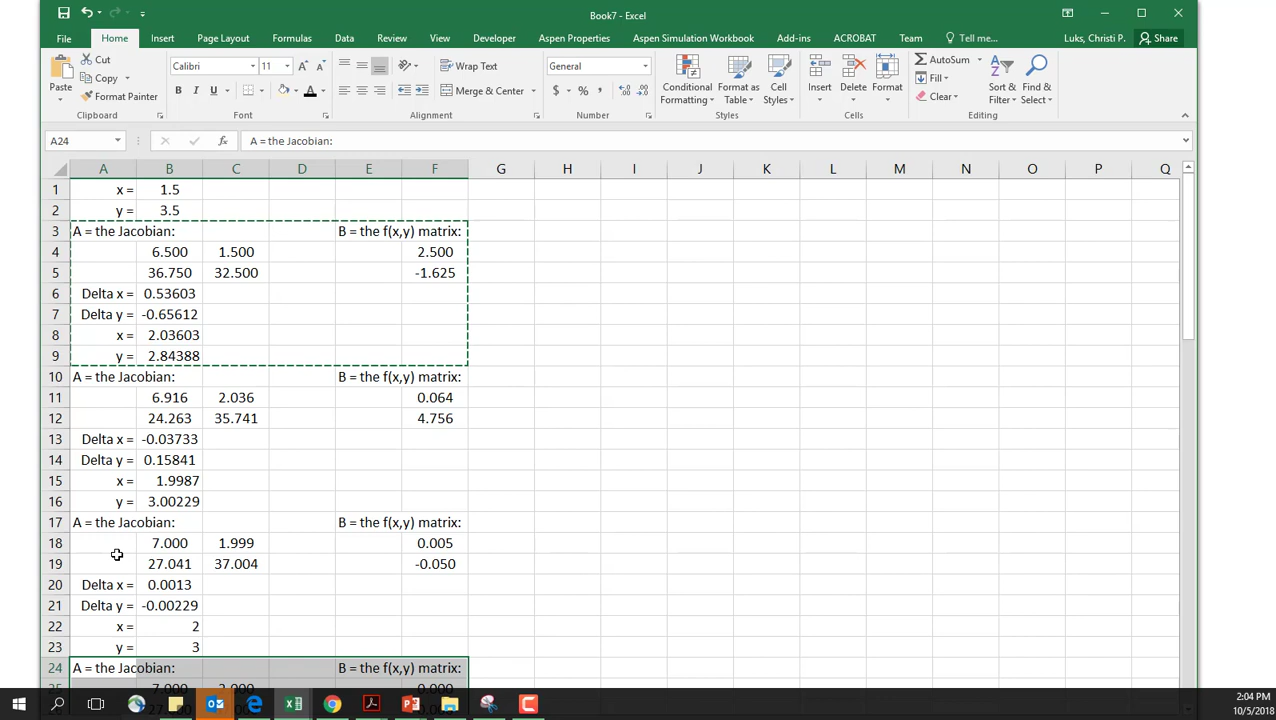 Book7 - Excel
File Home Insert Page Layout Formulas Data Review View Developer Aspen Properties Aspen Simulation Workbook Add-ins ACROBAT Team Tell me... Luks, Christi P. Share
Cut
Copy
Format Painter
Paste
Clipboard
Calibri 11
B I U
Font
Wrap Text
Merge & Center
Alignment
General
$ % ,
Number
Conditional Formatting
Format as Table
Cell Styles
Styles
Insert Delete Format
Cells
AutoSum
Fill
Clear
Sort & Filter
Find & Select
Editing
A24 fx A = the Jacobian:
A B C D E F G H I J K L M N O P Q
1 x = 1.5
2 y = 3.5
3 A = the Jacobian: B = the f(x,y) matrix:
4 6.500 1.500 2.500
5 36.750 32.500 -1.625
6 Delta x = 0.53603
7 Delta y = -0.65612
8 x = 2.03603
9 y = 2.84388
10 A = the Jacobian: B = the f(x,y) matrix:
11 6.916 2.036 0.064
12 24.263 35.741 4.756
13 Delta x = -0.03733
14 Delta y = 0.15841
15 x = 1.9987
16 y = 3.00229
17 A = the Jacobian: B = the f(x,y) matrix:
18 7.000 1.999 0.005
19 27.041 37.004 -0.050
20 Delta x = 0.0013
21 Delta y = -0.00229
22 x = 2
23 y = 3
24 A = the Jacobian: B = the f(x,y) matrix:
25 7.000 2.000 0.000
2:04 PM
10/5/2018